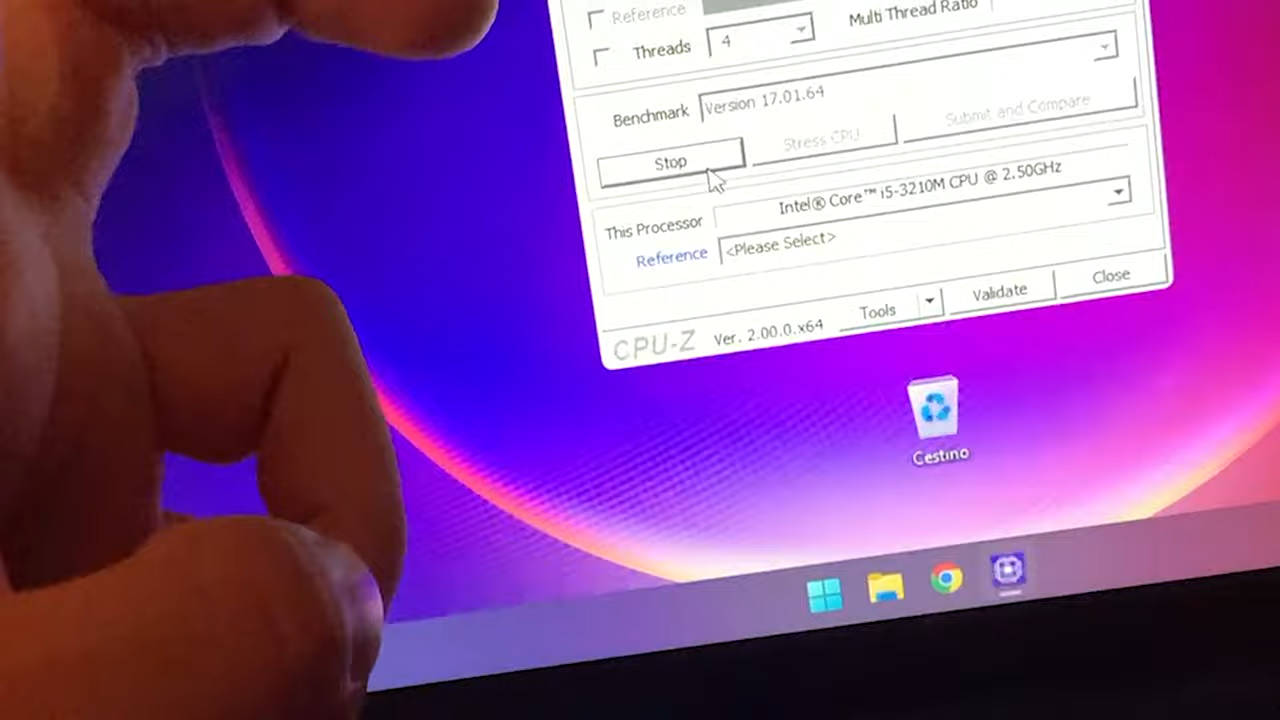 Reference
Threads 4 Multi Thread Ratio
Benchmark Version 17.01.64
Stop Stress CPU Submit and Compare
This Processor Intel® Core™ i5-3210M CPU @ 2.50GHz
Reference <Please Select>
CPU-Z Ver. 2.00.0.x64 Tools Validate Close
Cestino